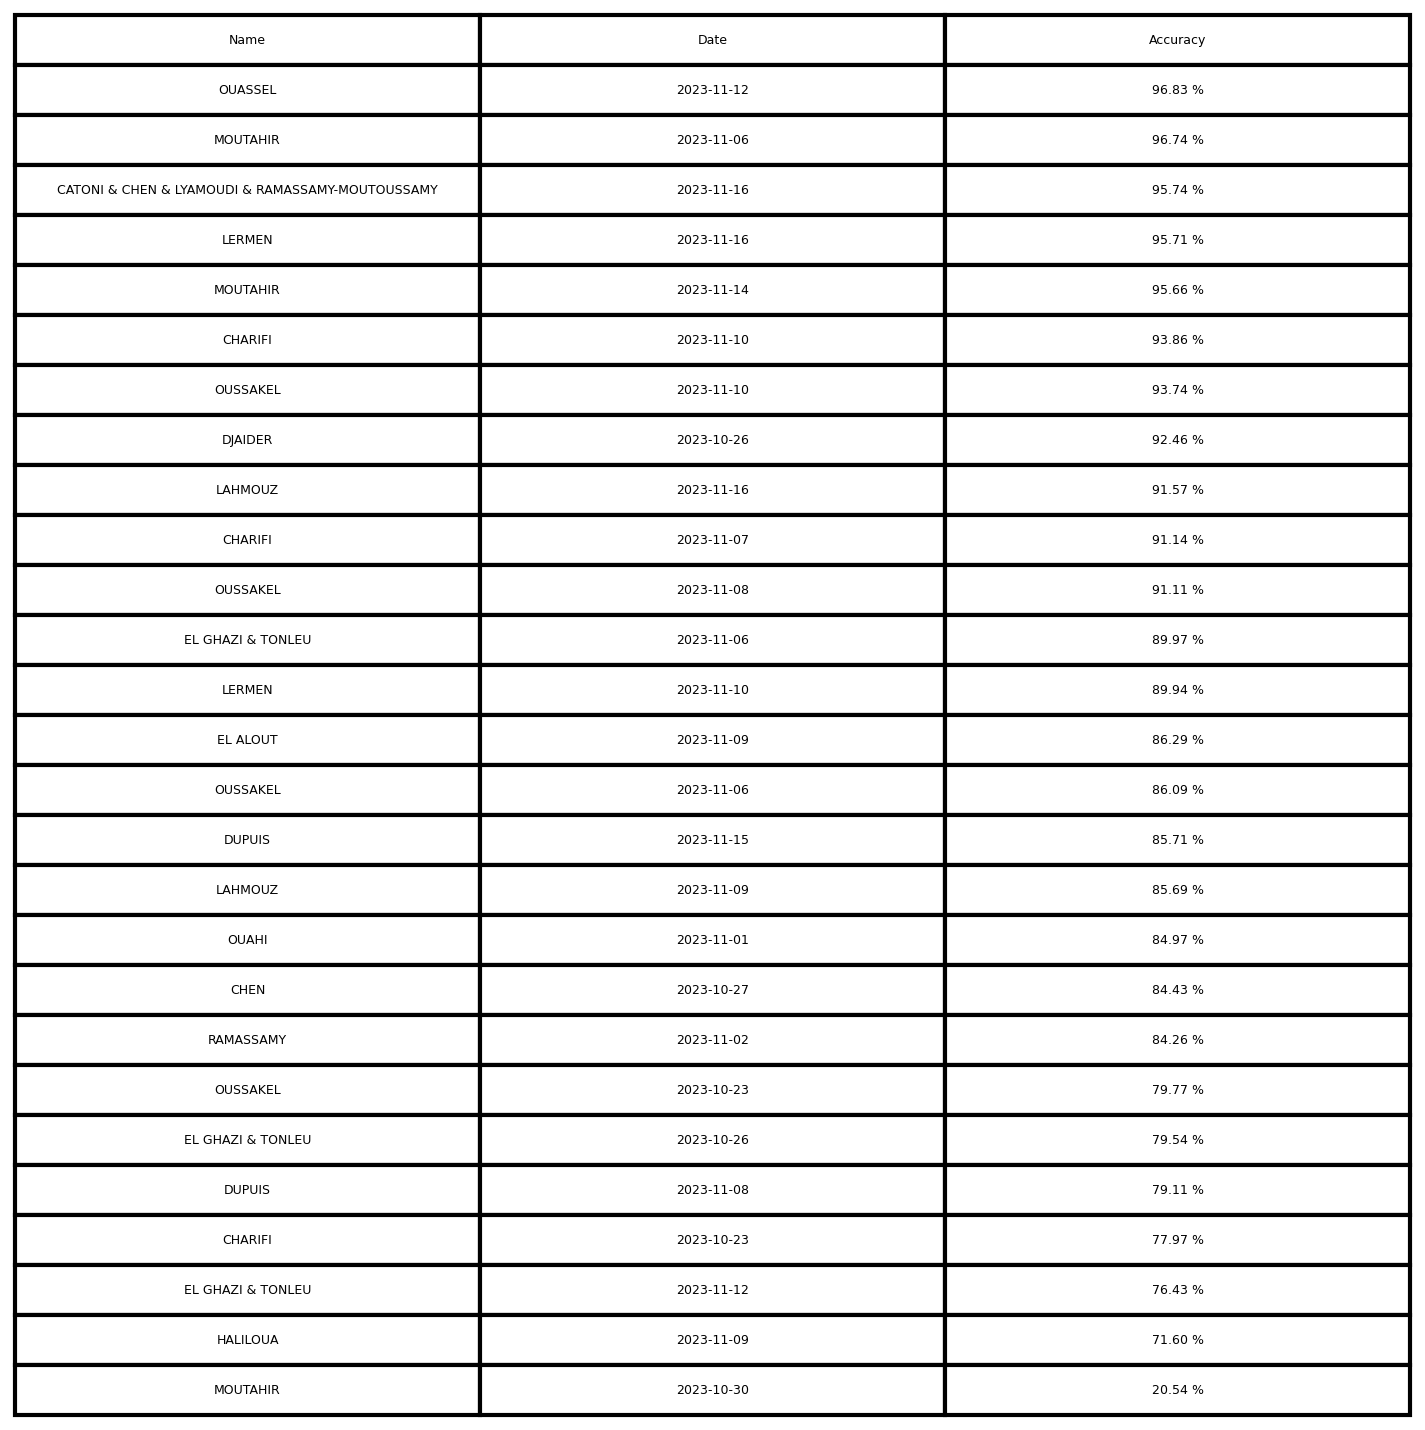 Name Date Accuracy
OUASSEL 2023-11-12 96.83 %
MOUTAHIR 2023-11-06 96.74 %
CATONI & CHEN & LYAMOUDI & RAMASSAMY-MOUTOUSSAMY 2023-11-16 95.74 %
LERMEN 2023-11-16 95.71 %
MOUTAHIR 2023-11-14 95.66 %
CHARIFI 2023-11-10 93.86 %
OUSSAKEL 2023-11-10 93.74 %
DJAIDER 2023-10-26 92.46 %
LAHMOUZ 2023-11-16 91.57 %
CHARIFI 2023-11-07 91.14 %
OUSSAKEL 2023-11-08 91.11 %
EL GHAZI & TONLEU 2023-11-06 89.97 %
LERMEN 2023-11-10 89.94 %
EL ALOUT 2023-11-09 86.29 %
OUSSAKEL 2023-11-06 86.09 %
DUPUIS 2023-11-15 85.71 %
LAHMOUZ 2023-11-09 85.69 %
OUAHI 2023-11-01 84.97 %
CHEN 2023-10-27 84.43 %
RAMASSAMY 2023-11-02 84.26 %
OUSSAKEL 2023-10-23 79.77 %
EL GHAZI & TONLEU 2023-10-26 79.54 %
DUPUIS 2023-11-08 79.11 %
CHARIFI 2023-10-23 77.97 %
EL GHAZI & TONLEU 2023-11-12 76.43 %
HALILOUA 2023-11-09 71.60 %
MOUTAHIR 2023-10-30 20.54 %